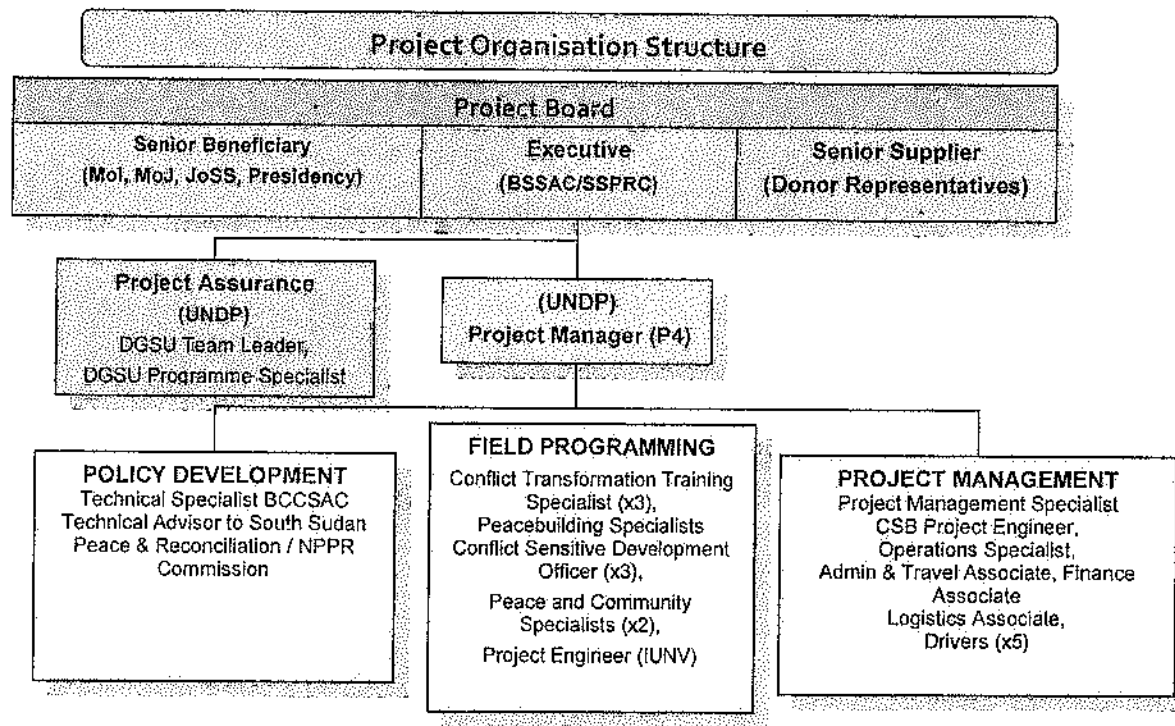 Project Organisation Structure
Project Board
Senior Beneficiary
(MoI, MoJ, JoSS, Presidency)
Executive
(BSSAC/SSPRC)
Senior Supplier
(Donor Representatives)
Project Assurance
(UNDP)
DGSU Team Leader,
DGSU Programme Specialist
(UNDP)
Project Manager (P4)
POLICY DEVELOPMENT
Technical Specialist BCCSAC
Technical Advisor to South Sudan
Peace & Reconciliation / NPPR
Commission
FIELD PROGRAMMING
Conflict Transformation Training
Specialist (x3),
Peacebuilding Specialists
Conflict Sensitive Development
Officer (x3),
Peace and Community
Specialists (x2),
Project Engineer (IUNV)
PROJECT MANAGEMENT
Project Management Specialist
CSB Project Engineer,
Operations Specialist,
Admin & Travel Associate, Finance
Associate
Logistics Associate,
Drivers (x5)